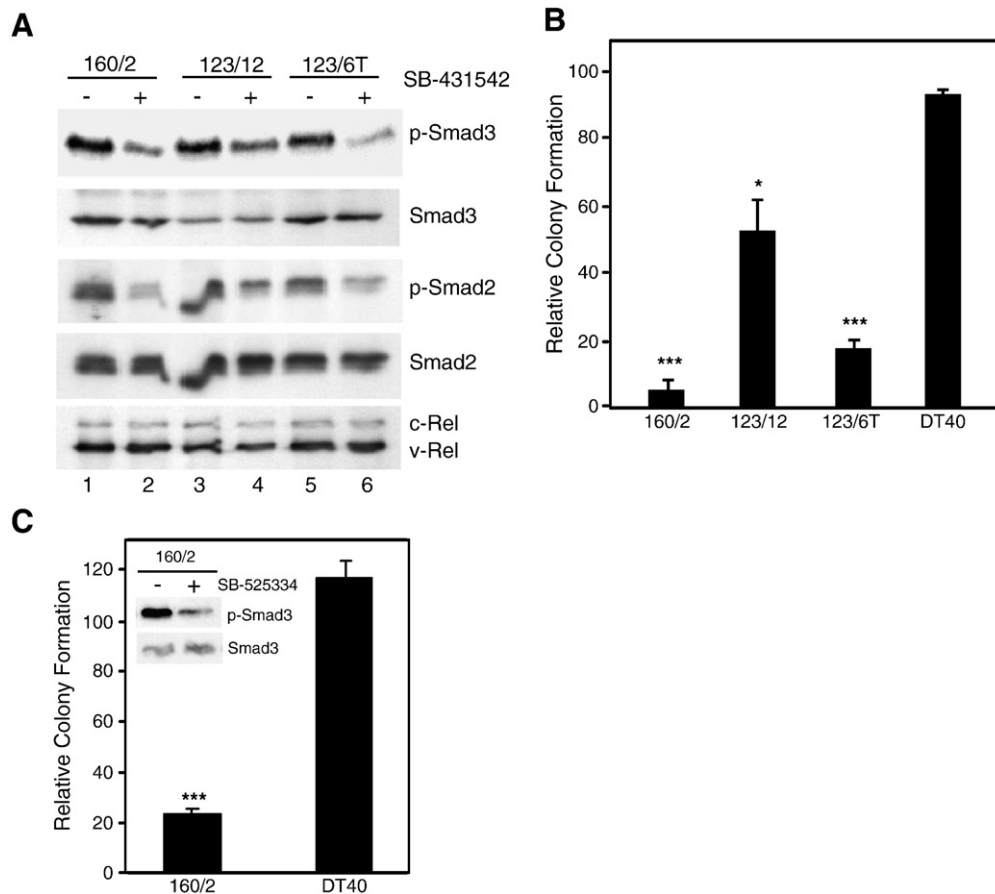 A
160/2 123/12 123/6T
SB-431542
- + - + - +
p-Smad3
Smad3
p-Smad2
Smad2
c-Rel
v-Rel
1 2 3 4 5 6
B
Relative Colony Formation
100
80
60
40
20
0
*** * ***
160/2 123/12 123/6T DT40
C
Relative Colony Formation
120
100
80
60
40
20
0
160/2
- + SB-525334
p-Smad3
Smad3
***
160/2 DT40